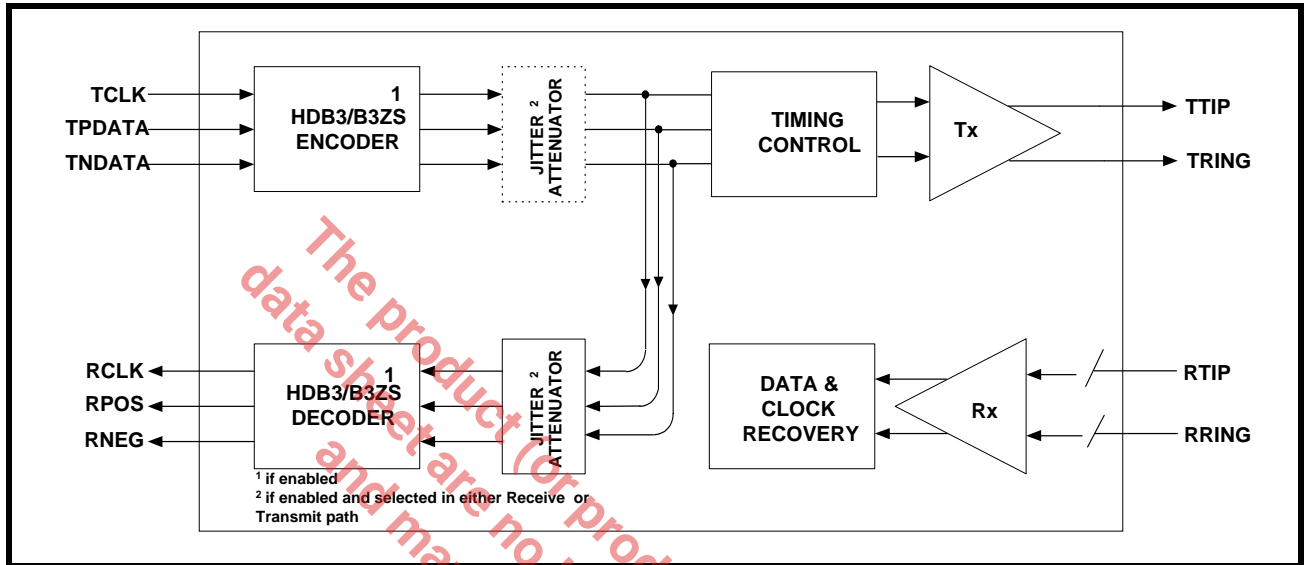 TCLK
TPDATA
TNDATA
1
HDB3/B3ZS
ENCODER
JITTER 2
ATTENUATOR
TIMING
CONTROL
Tx
TTIP
TRING
RCLK
RPOS
RNEG
1
HDB3/B3ZS
DECODER
JITTER 2
ATTENUATOR
DATA &
CLOCK
RECOVERY
Rx
RTIP
RRING
1 if enabled
2 if enabled and selected in either Receive or
Transmit path
The product (or prod
data sheet are no
and ma